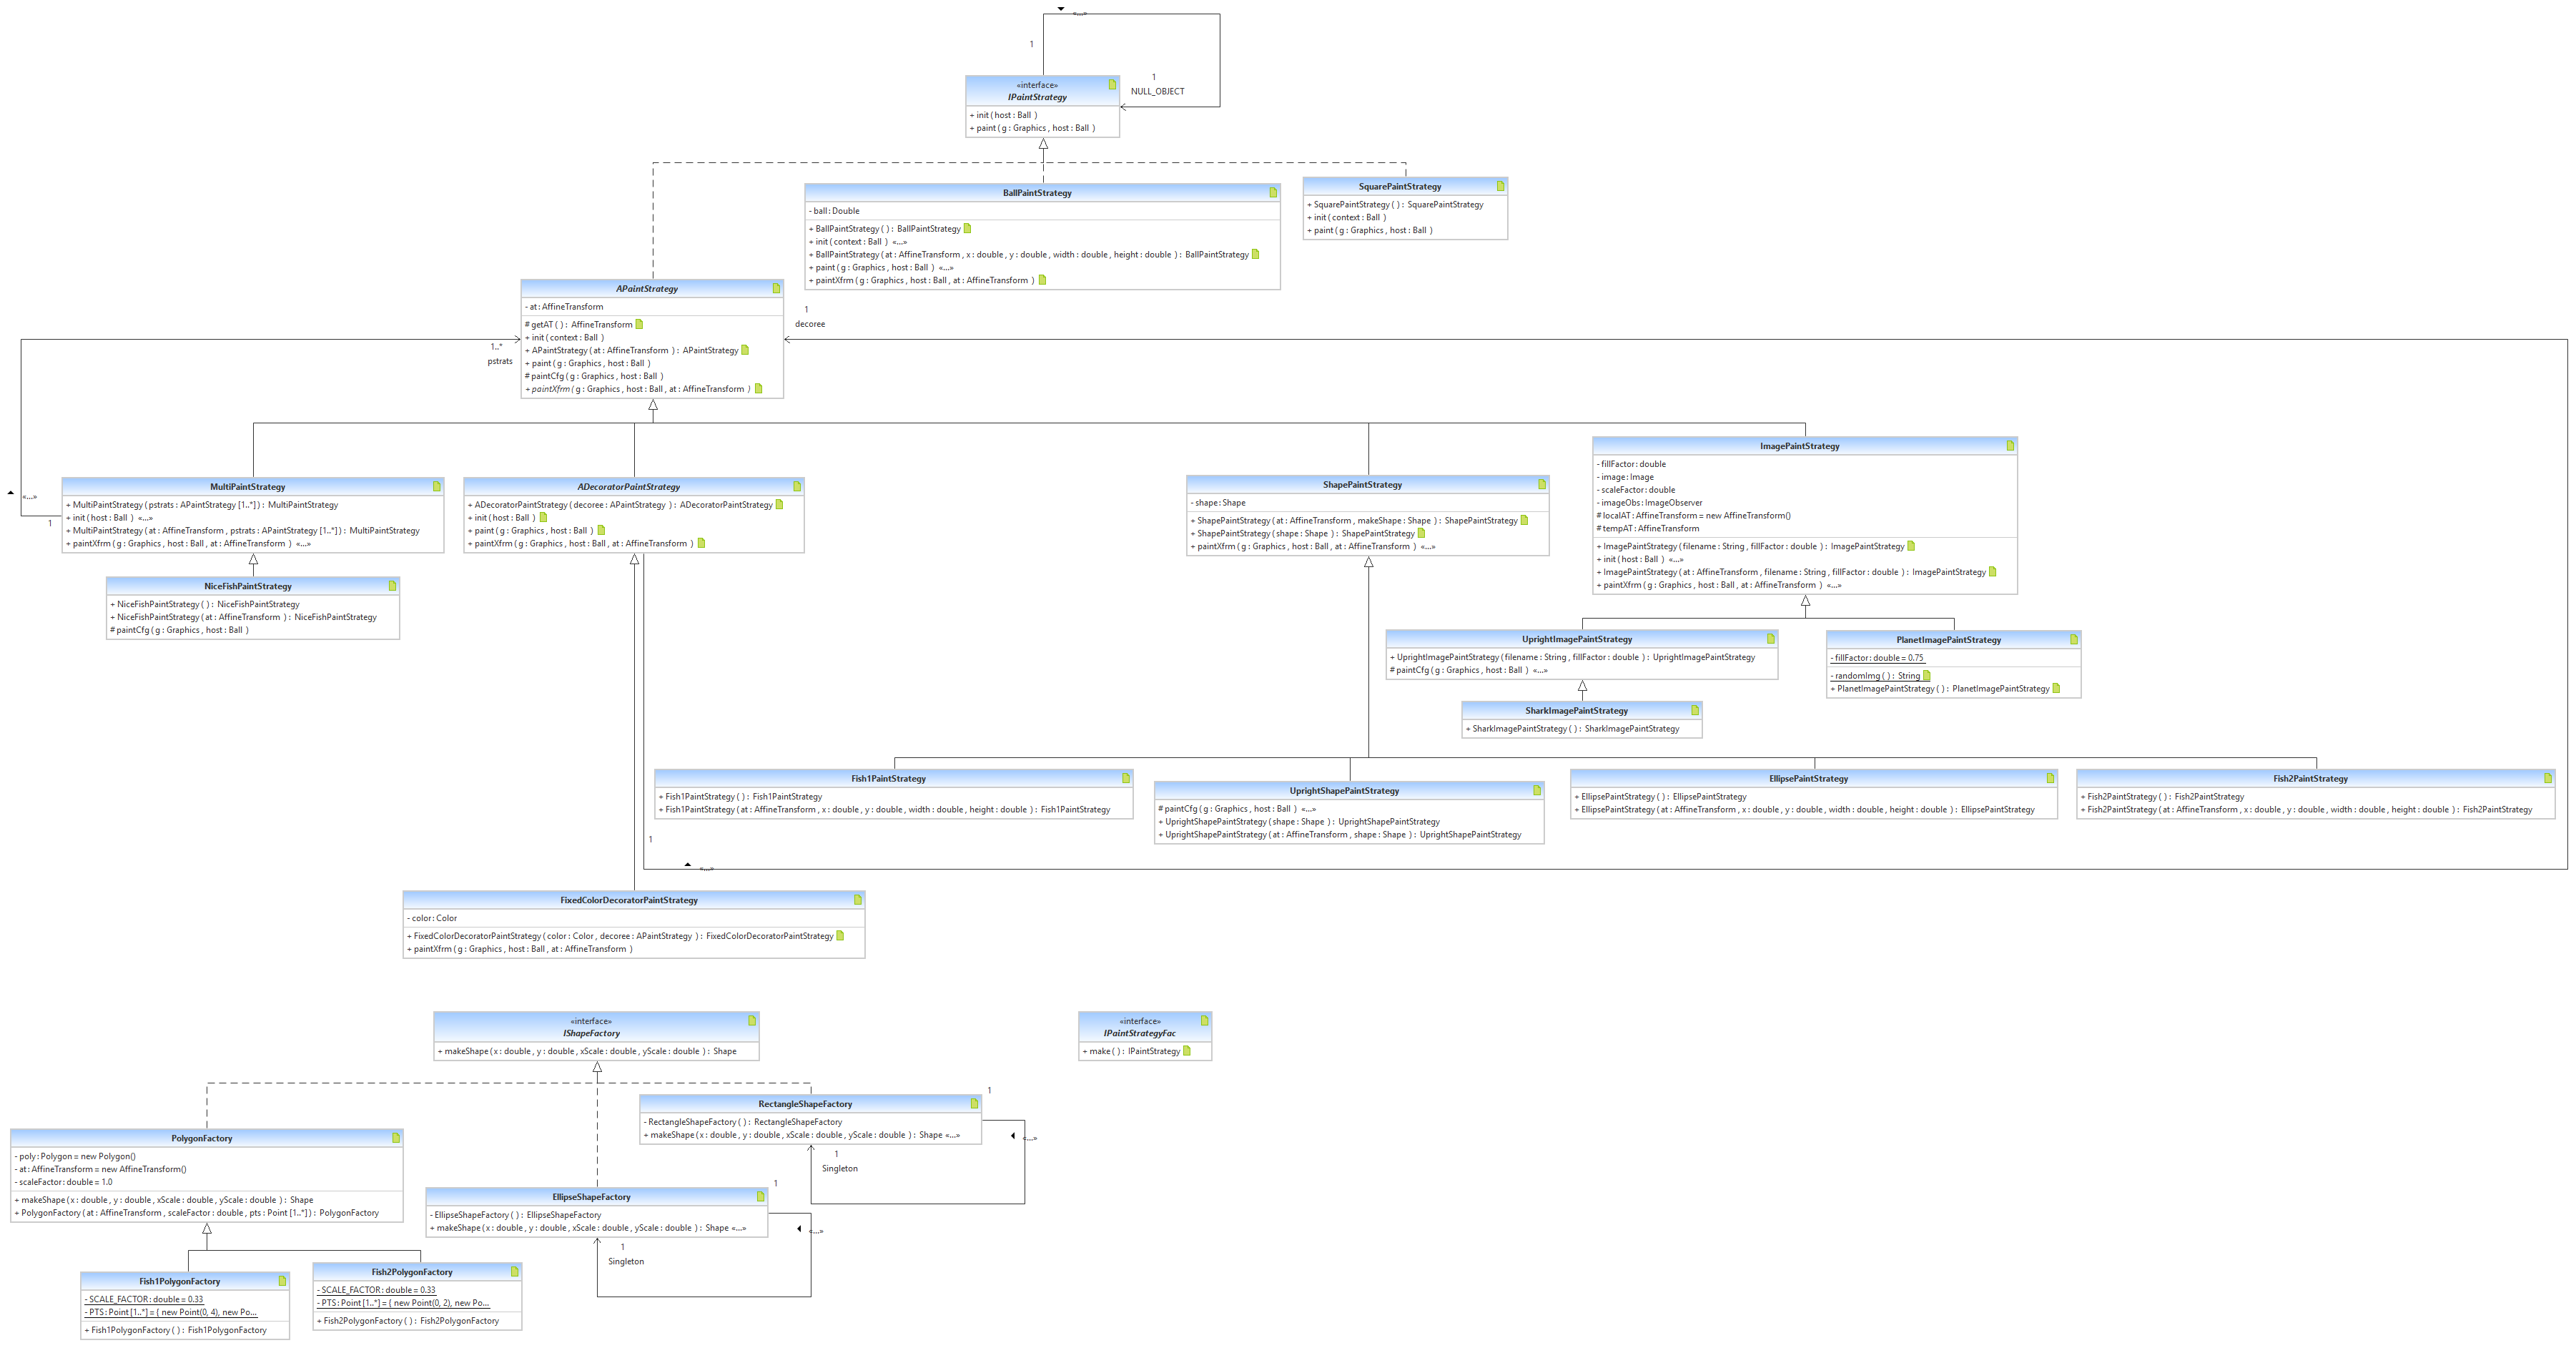 «...»
1
1
NULL_OBJECT
«interface»
IPaintStrategy
+ init ( host : Ball )
+ paint ( g : Graphics , host : Ball )
BallPaintStrategy
- ball : Double
+ BallPaintStrategy ( ) : BallPaintStrategy
+ init ( context : Ball ) «...»
+ BallPaintStrategy ( at : AffineTransform , x : double , y : double , width : double , height : double ) : BallPaintStrategy
+ paint ( g : Graphics , host : Ball ) «...»
+ paintXfrm ( g : Graphics , host : Ball , at : AffineTransform )
SquarePaintStrategy
+ SquarePaintStrategy ( ) : SquarePaintStrategy
+ init ( context : Ball )
+ paint ( g : Graphics , host : Ball )
APaintStrategy
- at : AffineTransform
# getAT ( ) : AffineTransform
+ init ( context : Ball )
+ APaintStrategy ( at : AffineTransform ) : APaintStrategy
+ paint ( g : Graphics , host : Ball )
# paintCfg ( g : Graphics , host : Ball )
+ paintXfrm ( g : Graphics , host : Ball , at : AffineTransform )
1
decoree
1..*
pstrats
«...»
1
MultiPaintStrategy
+ MultiPaintStrategy ( pstrats : APaintStrategy [1..*] ) : MultiPaintStrategy
+ init ( host : Ball ) «...»
+ MultiPaintStrategy ( at : AffineTransform , pstrats : APaintStrategy [1..*] ) : MultiPaintStrategy
+ paintXfrm ( g : Graphics , host : Ball , at : AffineTransform ) «...»
ADecoratorPaintStrategy
+ ADecoratorPaintStrategy ( decoree : APaintStrategy ) : ADecoratorPaintStrategy
+ init ( host : Ball )
+ paint ( g : Graphics , host : Ball )
+ paintXfrm ( g : Graphics , host : Ball , at : AffineTransform )
ShapePaintStrategy
- shape : Shape
+ ShapePaintStrategy ( at : AffineTransform , makeShape : Shape ) : ShapePaintStrategy
+ ShapePaintStrategy ( shape : Shape ) : ShapePaintStrategy
+ paintXfrm ( g : Graphics , host : Ball , at : AffineTransform ) «...»
ImagePaintStrategy
- fillFactor : double
- image : Image
- scaleFactor : double
- imageObs : ImageObserver
# localAT : AffineTransform = new AffineTransform()
# tempAT : AffineTransform
+ ImagePaintStrategy ( filename : String , fillFactor : double ) : ImagePaintStrategy
+ init ( host : Ball ) «...»
+ ImagePaintStrategy ( at : AffineTransform , filename : String , fillFactor : double ) : ImagePaintStrategy
+ paintXfrm ( g : Graphics , host : Ball , at : AffineTransform ) «...»
NiceFishPaintStrategy
+ NiceFishPaintStrategy ( ) : NiceFishPaintStrategy
+ NiceFishPaintStrategy ( at : AffineTransform ) : NiceFishPaintStrategy
# paintCfg ( g : Graphics , host : Ball )
UprightImagePaintStrategy
+ UprightImagePaintStrategy ( filename : String , fillFactor : double ) : UprightImagePaintStrategy
# paintCfg ( g : Graphics , host : Ball ) «...»
PlanetImagePaintStrategy
- fillFactor : double = 0.75
- randomImg ( ) : String
+ PlanetImagePaintStrategy ( ) : PlanetImagePaintStrategy
SharkImagePaintStrategy
+ SharkImagePaintStrategy ( ) : SharkImagePaintStrategy
Fish1PaintStrategy
+ Fish1PaintStrategy ( ) : Fish1PaintStrategy
+ Fish1PaintStrategy ( at : AffineTransform , x : double , y : double , width : double , height : double ) : Fish1PaintStrategy
UprightShapePaintStrategy
# paintCfg ( g : Graphics , host : Ball ) «...»
+ UprightShapePaintStrategy ( shape : Shape ) : UprightShapePaintStrategy
+ UprightShapePaintStrategy ( at : AffineTransform , shape : Shape ) : UprightShapePaintStrategy
EllipsePaintStrategy
+ EllipsePaintStrategy ( ) : EllipsePaintStrategy
+ EllipsePaintStrategy ( at : AffineTransform , x : double , y : double , width : double , height : double ) : EllipsePaintStrategy
Fish2PaintStrategy
+ Fish2PaintStrategy ( ) : Fish2PaintStrategy
+ Fish2PaintStrategy ( at : AffineTransform , x : double , y : double , width : double , height : double ) : Fish2PaintStrategy
1
«...»
FixedColorDecoratorPaintStrategy
- color : Color
+ FixedColorDecoratorPaintStrategy ( color : Color , decoree : APaintStrategy ) : FixedColorDecoratorPaintStrategy
+ paintXfrm ( g : Graphics , host : Ball , at : AffineTransform )
«interface»
IShapeFactory
+ makeShape ( x : double , y : double , xScale : double , yScale : double ) : Shape
«interface»
IPaintStrategyFac
+ make ( ) : IPaintStrategy
RectangleShapeFactory
- RectangleShapeFactory ( ) : RectangleShapeFactory
+ makeShape ( x : double , y : double , xScale : double , yScale : double ) : Shape «...»
1
«...»
1
Singleton
PolygonFactory
- poly : Polygon = new Polygon()
- at : AffineTransform = new AffineTransform()
- scaleFactor : double = 1.0
+ makeShape ( x : double , y : double , xScale : double , yScale : double ) : Shape
+ PolygonFactory ( at : AffineTransform , scaleFactor : double , pts : Point [1..*] ) : PolygonFactory
EllipseShapeFactory
- EllipseShapeFactory ( ) : EllipseShapeFactory
+ makeShape ( x : double , y : double , xScale : double , yScale : double ) : Shape «...»
1
«...»
1
Singleton
Fish1PolygonFactory
- SCALE_FACTOR : double = 0.33
- PTS : Point [1..*] = { new Point(0, 4), new Po...
+ Fish1PolygonFactory ( ) : Fish1PolygonFactory
Fish2PolygonFactory
- SCALE_FACTOR : double = 0.33
- PTS : Point [1..*] = { new Point(0, 2), new Po...
+ Fish2PolygonFactory ( ) : Fish2PolygonFactory